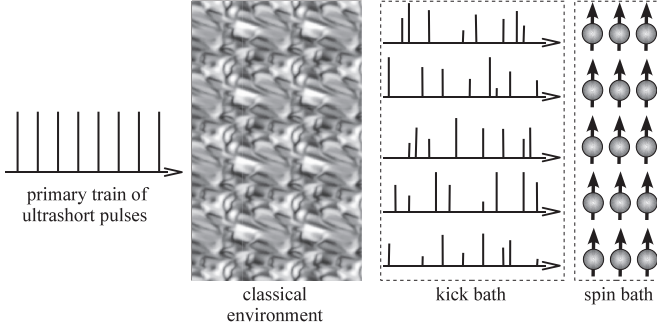 primary train of
ultrashort pulses
classical
environment
kick bath
spin bath